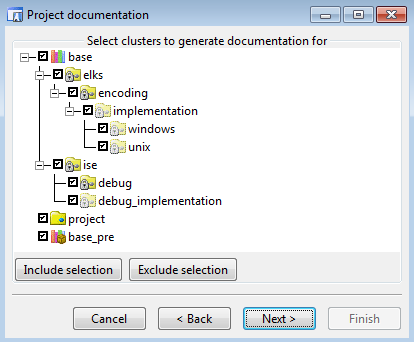 Project documentation
Select clusters to generate documentation for
base
elks
encoding
implementation
windows
unix
ise
debug
debug_implementation
project
base_pre
Include selection Exclude selection
Cancel < Back Next > Finish